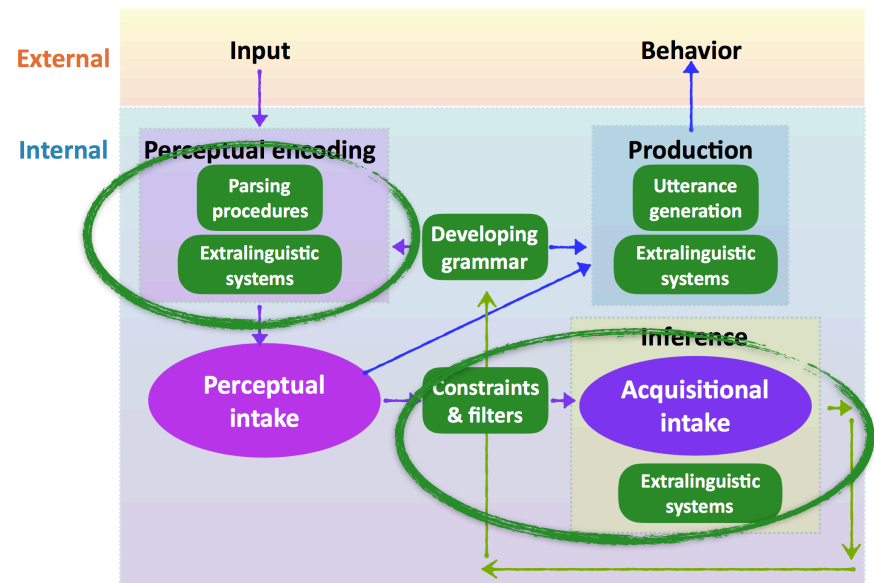 External
Input
Behavior
Internal
Perceptual encoding
Parsing
procedures
Extralinguistic
systems
Developing
grammar
Production
Utterance
generation
Extralinguistic
systems
Perceptual
intake
Constraints
& filters
Inference
Acquisitional
intake
Extralinguistic
systems